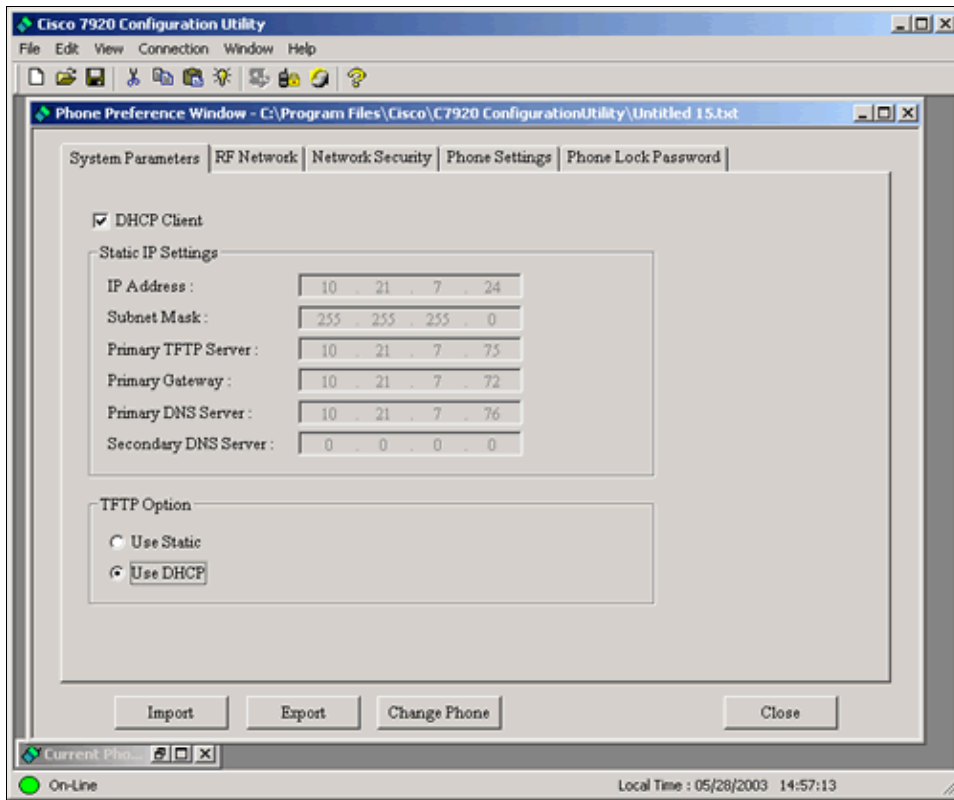 Cisco 7920 Configuration Utility
File Edit View Connection Window Help
Phone Preference Window - C:\Program Files\Cisco\C7920 ConfigurationUtility\Untitled 15.txt
System Parameters RF Network Network Security Phone Settings Phone Lock Password
DHCP Client
Static IP Settings
IP Address : 10 . 21 . 7 . 24
Subnet Mask : 255 . 255 . 255 . 0
Primary TFTP Server : 10 . 21 . 7 . 75
Primary Gateway : 10 . 21 . 7 . 72
Primary DNS Server : 10 . 21 . 7 . 76
Secondary DNS Server : 0 . 0 . 0 . 0
TFTP Option
Use Static
Use DHCP
Import Export Change Phone Close
Current Pho...
On-Line Local Time : 05/28/2003 14:57:13